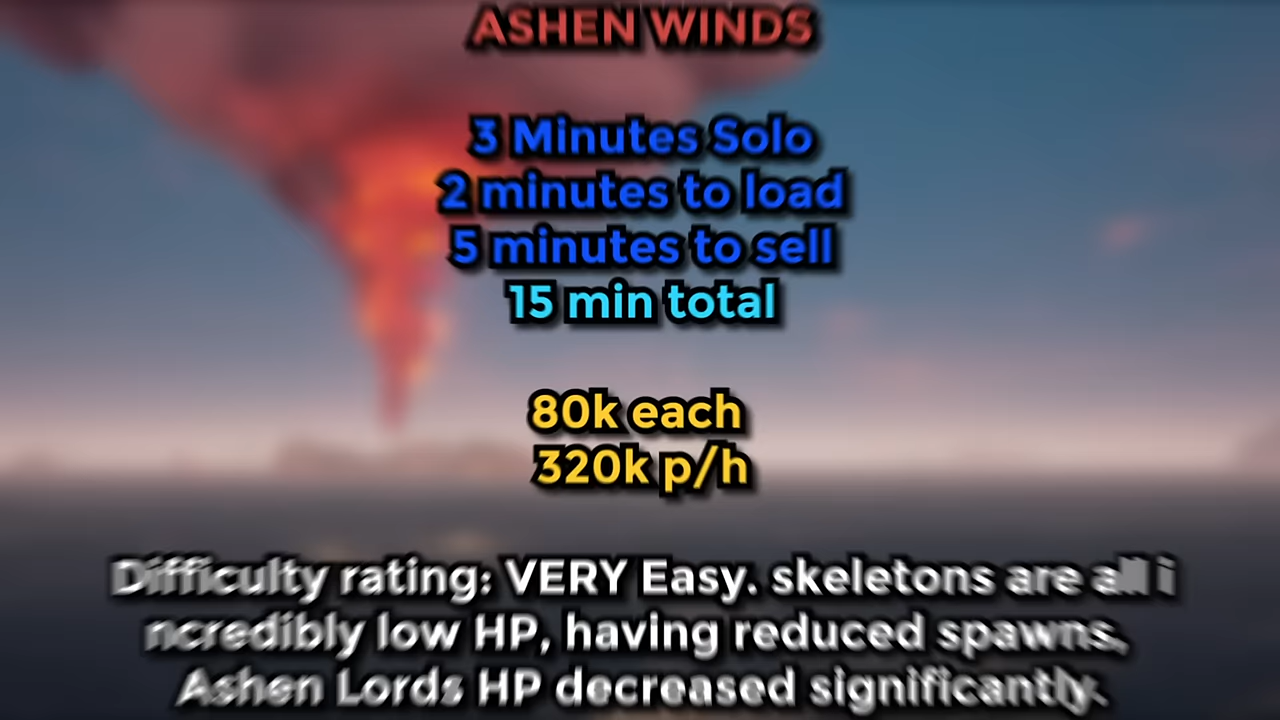 ASHEN WINDS
3 Minutes Solo
2 minutes to load
5 minutes to sell
15 min total
80k each
320k p/h
Difficulty rating: VERY Easy. skeletons are all i
ncredibly low HP, having reduced spawns,
Ashen Lords HP decreased significantly.